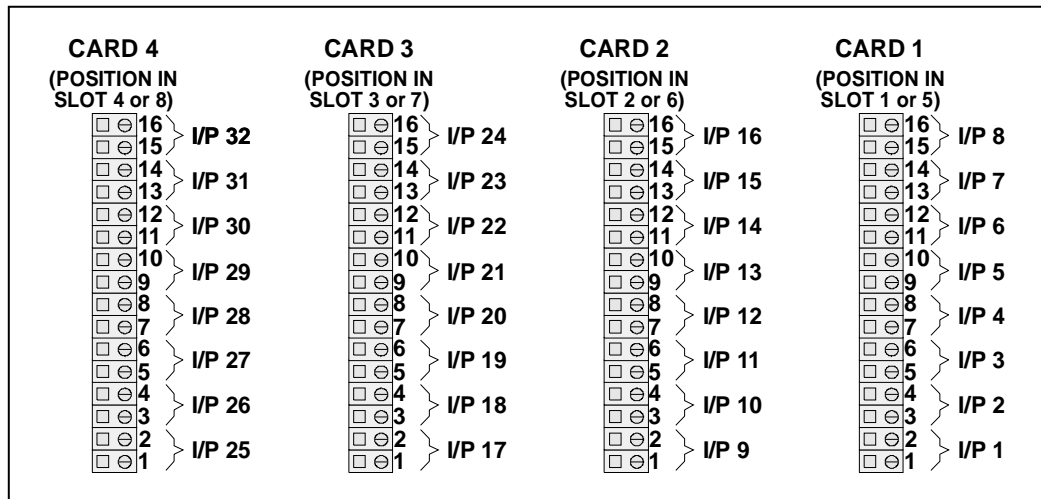 CARD 4
(POSITION IN
SLOT 4 or 8)
16
15
I/P 32
14
13
I/P 31
12
11
I/P 30
10
9
I/P 29
8
7
I/P 28
6
5
I/P 27
4
3
I/P 26
2
1
I/P 25
CARD 3
(POSITION IN
SLOT 3 or 7)
16
15
I/P 24
14
13
I/P 23
12
11
I/P 22
10
9
I/P 21
8
7
I/P 20
6
5
I/P 19
4
3
I/P 18
2
1
I/P 17
CARD 2
(POSITION IN
SLOT 2 or 6)
16
15
I/P 16
14
13
I/P 15
12
11
I/P 14
10
9
I/P 13
8
7
I/P 12
6
5
I/P 11
4
3
I/P 10
2
1
I/P 9
CARD 1
(POSITION IN
SLOT 1 or 5)
16
15
I/P 8
14
13
I/P 7
12
11
I/P 6
10
9
I/P 5
8
7
I/P 4
6
5
I/P 3
4
3
I/P 2
2
1
I/P 1